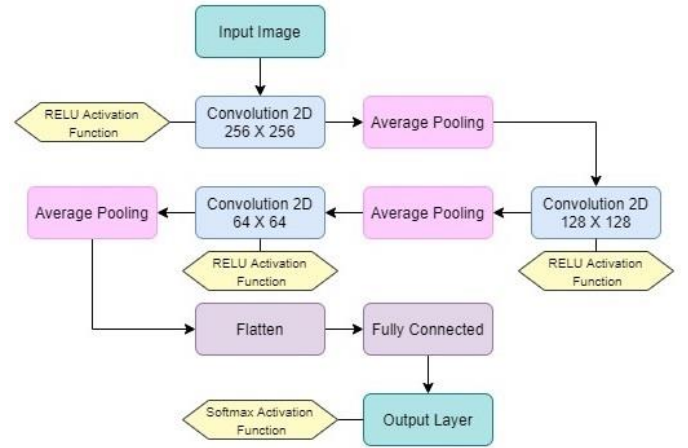 Input Image
RELU Activation
Function
Convolution 2D
256 X 256
Average Pooling
Average Pooling
Convolution 2D
64 X 64
Average Pooling
Convolution 2D
128 X 128
RELU Activation
Function
RELU Activation
Function
Flatten
Fully Connected
Softmax Activation
Function
Output Layer